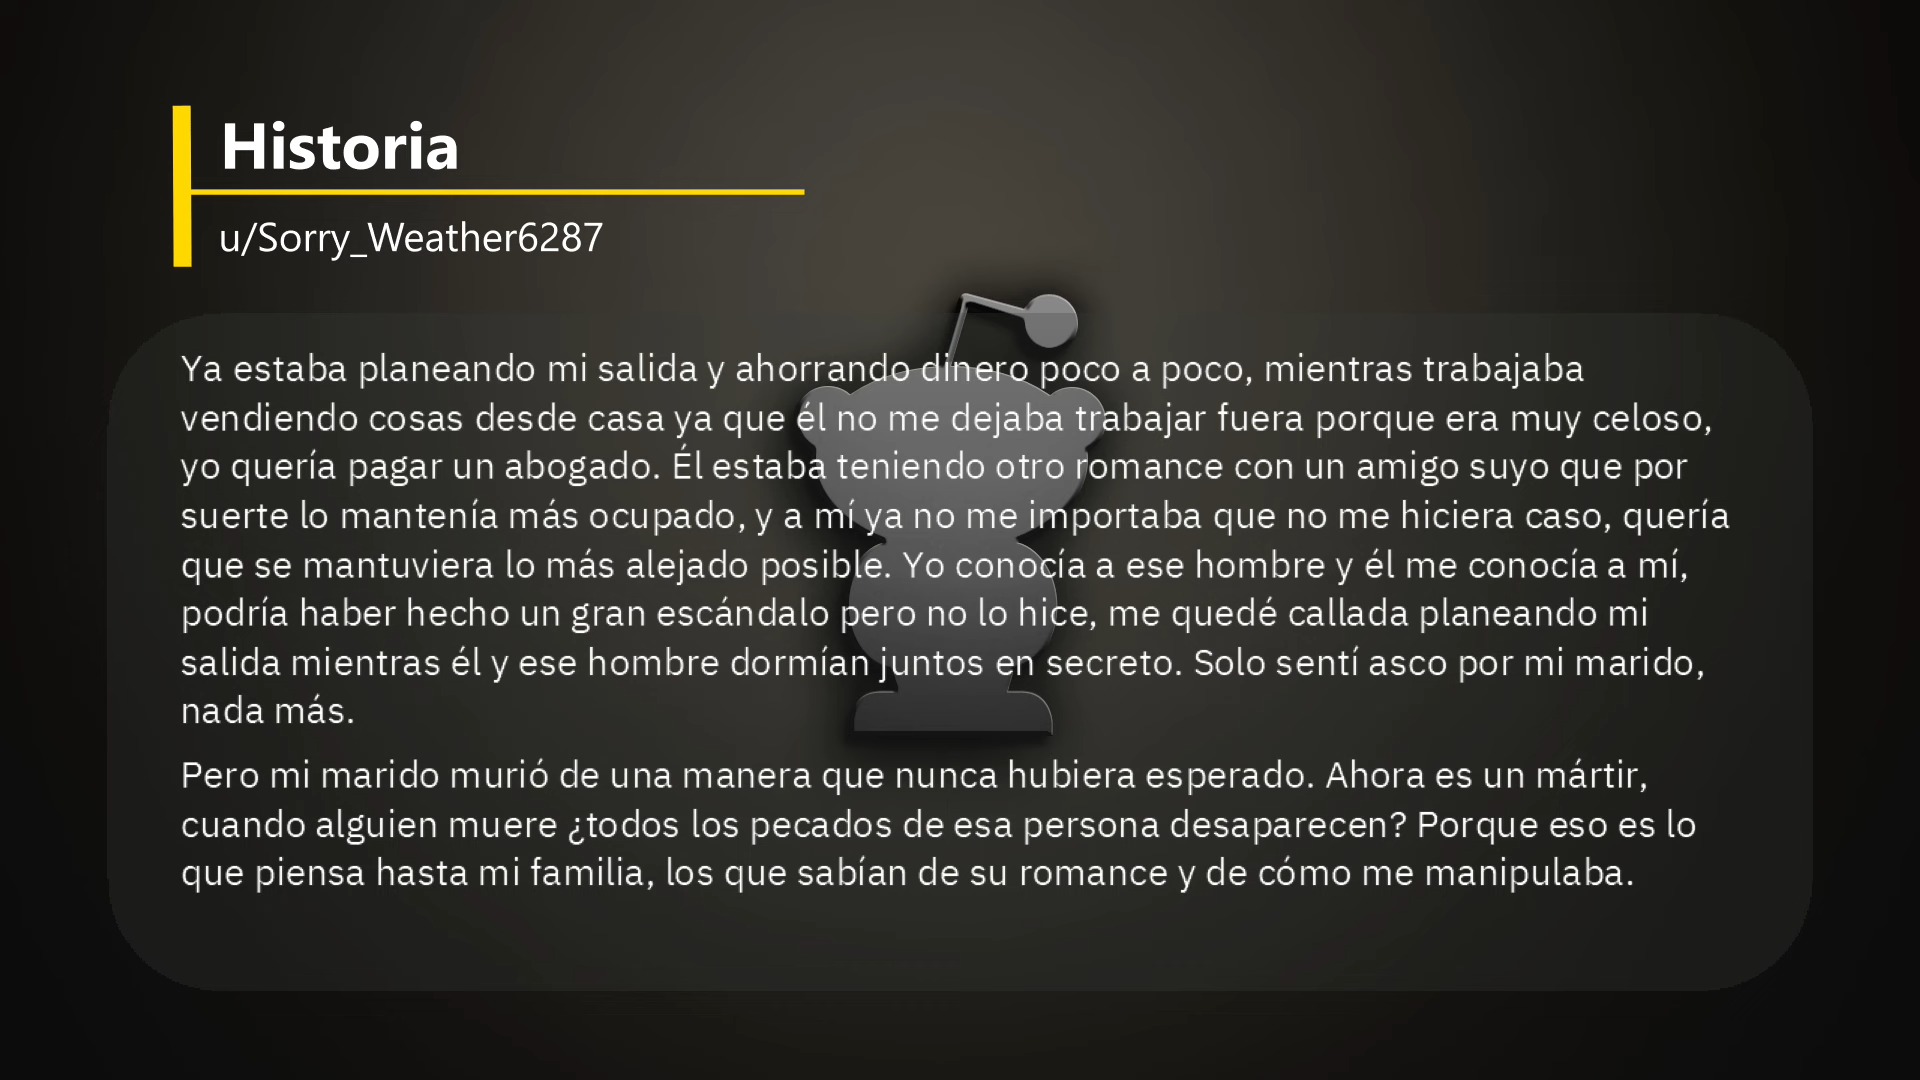 Historia
u/Sorry_Weather6287
Ya estaba planeando mi salida y ahorrando dinero poco a poco, mientras trabajaba
vendiendo cosas desde casa ya que él no me dejaba trabajar fuera porque era muy celoso,
yo quería pagar un abogado. Él estaba teniendo otro romance con un amigo suyo que por
suerte lo mantenía más ocupado, y a mí ya no me importaba que no me hiciera caso, quería
que se mantuviera lo más alejado posible. Yo conocía a ese hombre y él me conocía a mí,
podría haber hecho un gran escándalo pero no lo hice, me quedé callada planeando mi
salida mientras él y ese hombre dormían juntos en secreto. Solo sentí asco por mi marido,
nada más.
Pero mi marido murió de una manera que nunca hubiera esperado. Ahora es un mártir,
cuando alguien muere ¿todos los pecados de esa persona desaparecen? Porque eso es lo
que piensa hasta mi familia, los que sabían de su romance y de cómo me manipulaba.